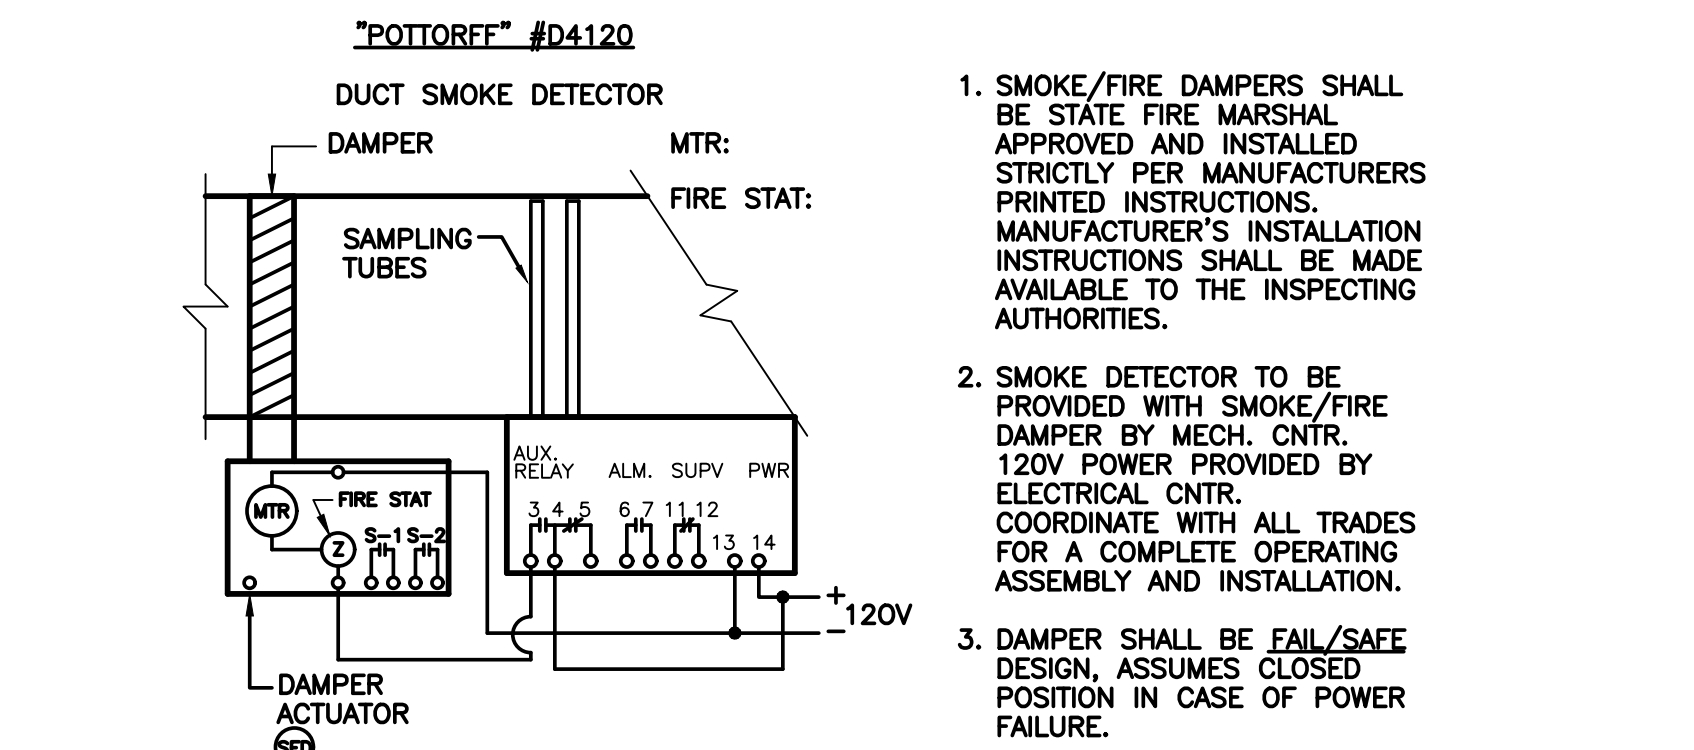 "POTTORFF" #D4120
DUCT SMOKE DETECTOR
DAMPER
MTR:
FIRE STAT:
SAMPLING
TUBES
AUX.
RELAY ALM. SUPV PWR
3 4 5 6 7 11 12
13 14
MTR
FIRE STAT
Z
S-1 S-2
+
120V
-
DAMPER
ACTUATOR
SFD
1. SMOKE/FIRE DAMPERS SHALL
BE STATE FIRE MARSHAL
APPROVED AND INSTALLED
STRICTLY PER MANUFACTURERS
PRINTED INSTRUCTIONS.
MANUFACTURER'S INSTALLATION
INSTRUCTIONS SHALL BE MADE
AVAILABLE TO THE INSPECTING
AUTHORITIES.
2. SMOKE DETECTOR TO BE
PROVIDED WITH SMOKE/FIRE
DAMPER BY MECH. CNTR.
120V POWER PROVIDED BY
ELECTRICAL CNTR.
COORDINATE WITH ALL TRADES
FOR A COMPLETE OPERATING
ASSEMBLY AND INSTALLATION.
3. DAMPER SHALL BE FAIL/SAFE
DESIGN, ASSUMES CLOSED
POSITION IN CASE OF POWER
FAILURE.